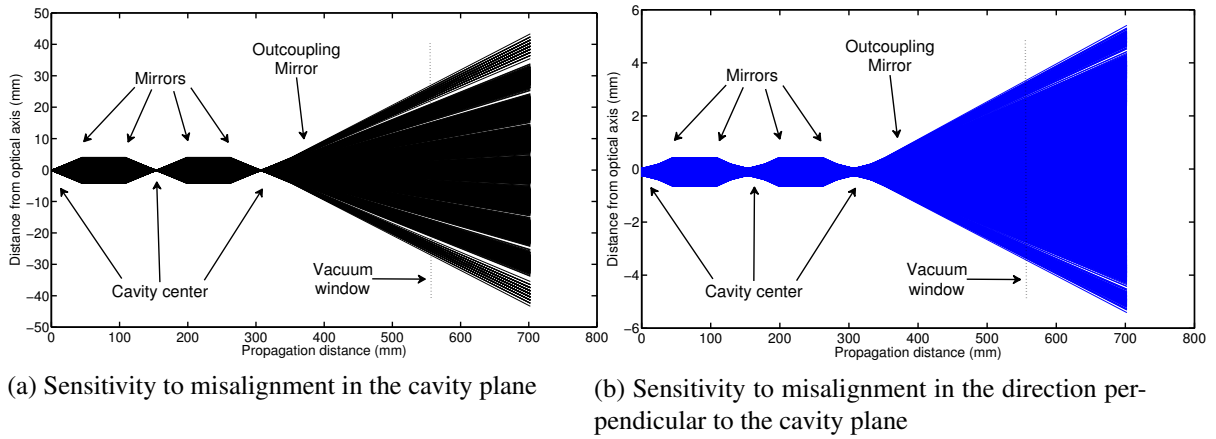 50
40
30
20
10
0
-10
-20
-30
-40
-50
0
100
200
300
400
500
600
700
800
Propagation distance (mm)
Distance from optical axis (mm)
Mirrors
Outcoupling
Mirror
Cavity center
Vacuum
window
(a) Sensitivity to misalignment in the cavity plane
6
4
2
0
−2
−4
−6
0
100
200
300
400
500
600
700
800
Propagation distance (mm)
Distance from optical axis (mm)
Mirrors
Outcoupling
Mirror
Cavity center
Vacuum
window
(b) Sensitivity to misalignment in the direction per-
pendicular to the cavity plane